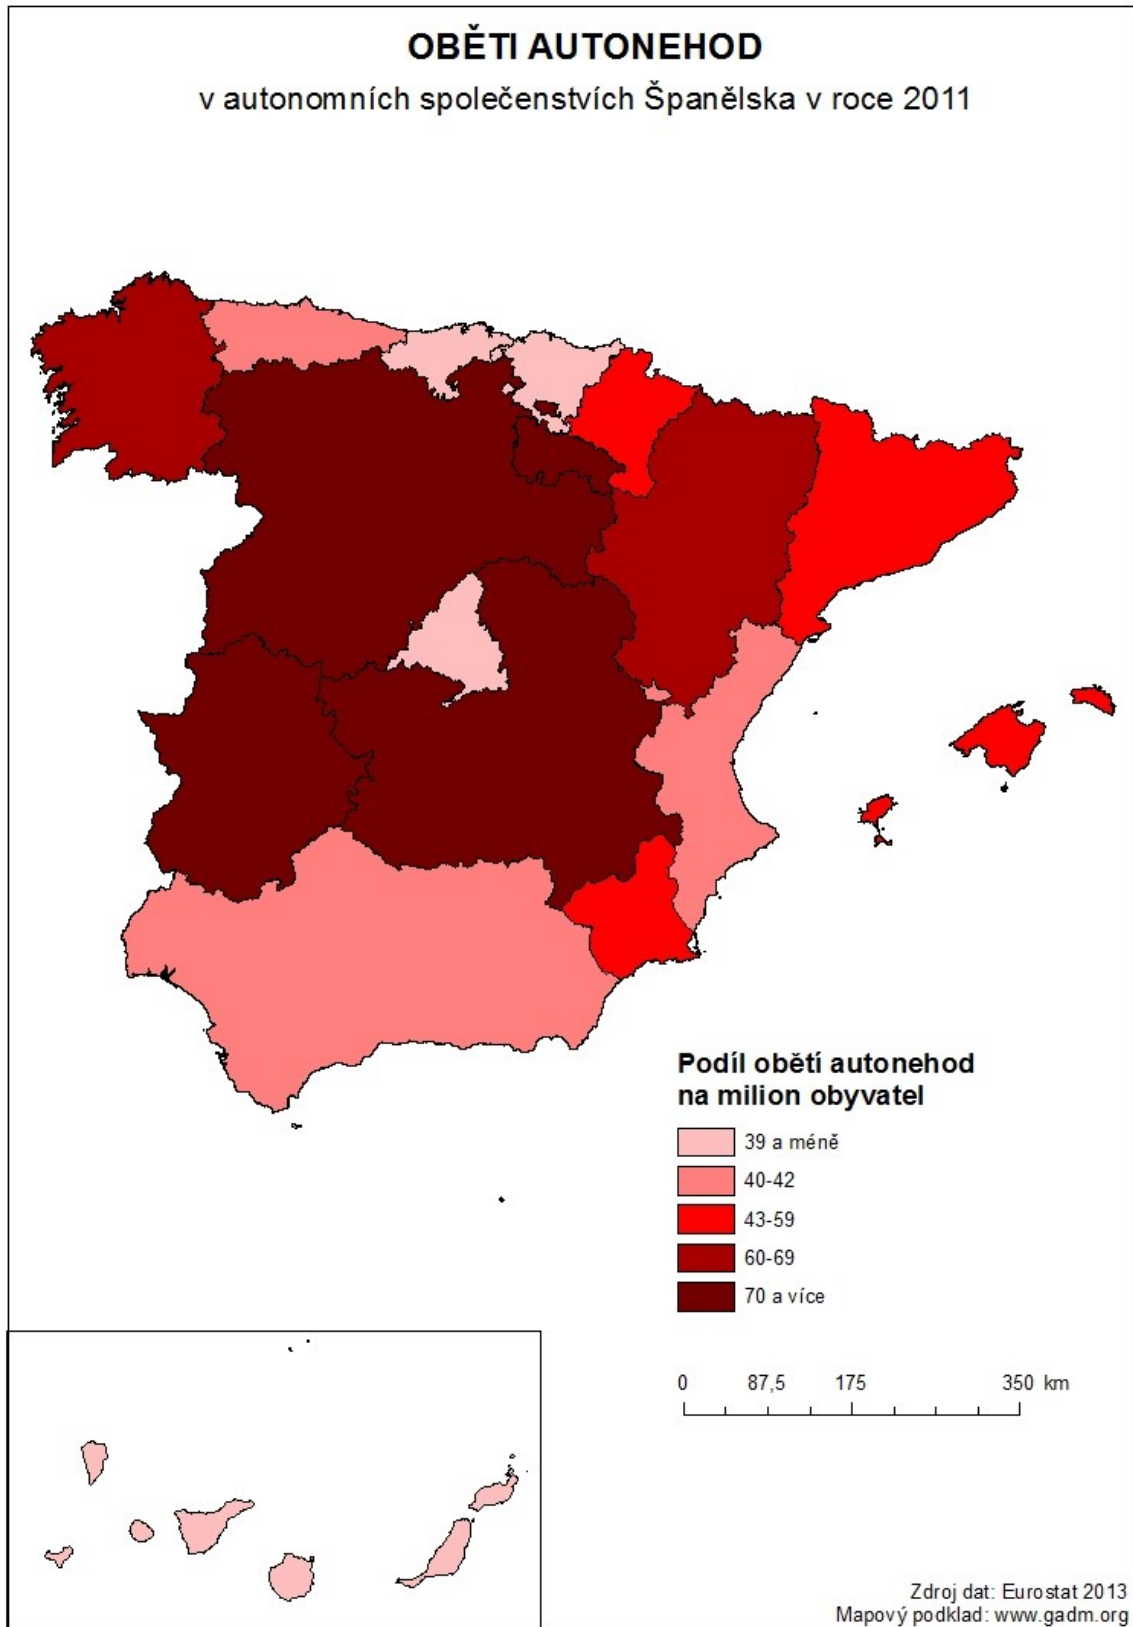 OBĚTI AUTONEHOD
v autonomních společenstvích Španělska v roce 2011
Podíl obětí autonehod
na milion obyvatel
39 a méně
40-42
43-59
60-69
70 a více
0 87,5 175 350 km
Zdroj dat: Eurostat 2013
Mapový podklad: www.gadm.org